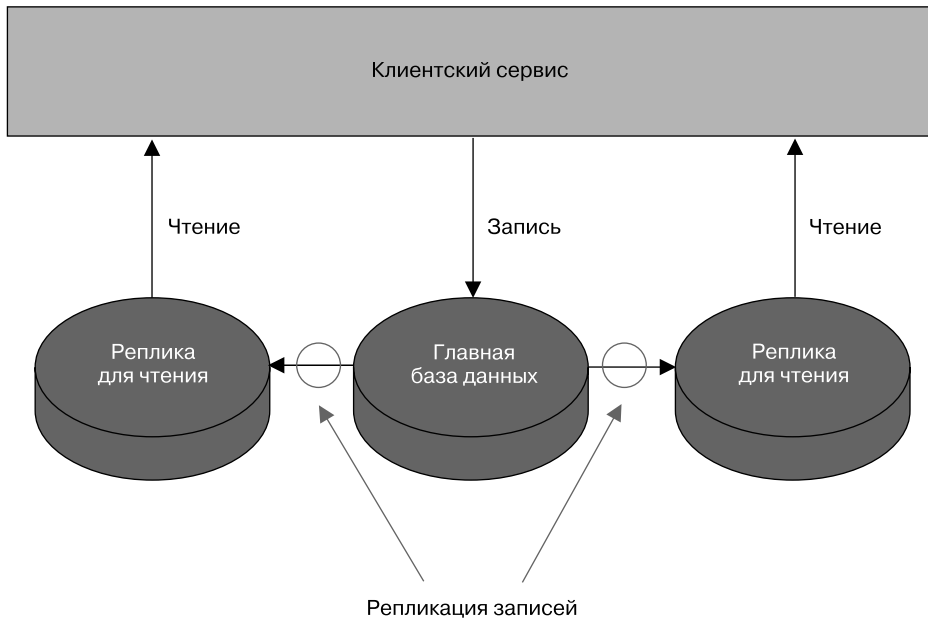 Клиентский сервис
Чтение
Запись
Чтение
Реплика
для чтения
Главная
база данных
Реплика
для чтения
Репликация записей